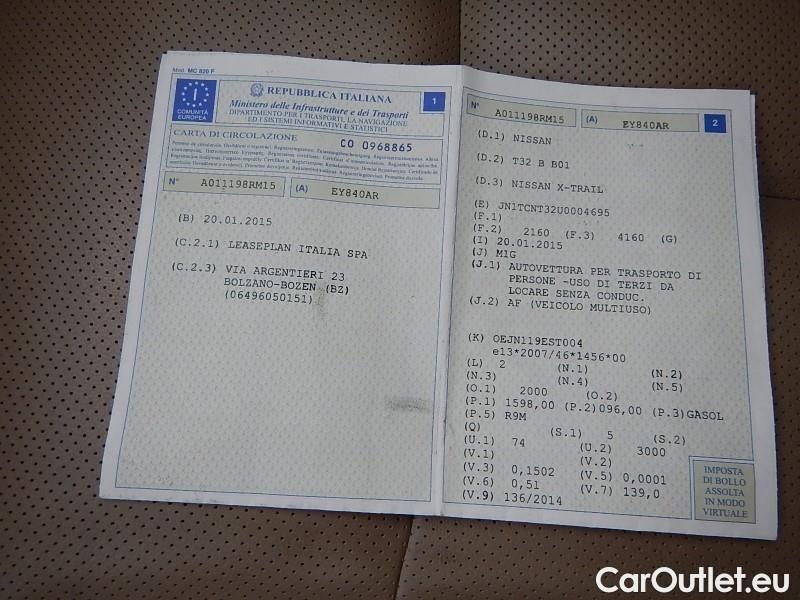 Mod. MC 820 F
REPUBBLICA ITALIANA
1
Ministero delle Infrastrutture e dei Trasporti
DIPARTIMENTO PER I TRASPORTI, LA NAVIGAZIONE
ED I SISTEMI INFORMATIVI E STATISTICI
COMUNITÀ
EUROPEA
CARTA DI CIRCOLAZIONE
CO 0968865
N° A011198RM15 (A) EY840AR
(B) 20.01.2015
(C.2.1) LEASEPLAN ITALIA SPA
(C.2.3) VIA ARGENTIERI 23
BOLZANO-BOZEN (BZ)
(06496050151)
N° A011198RM15 (A) EY840AR 2
(D.1) NISSAN
(D.2) T32 B B01
(D.3) NISSAN X-TRAIL
(E) JN1TCNT32U0004695
(F.1)
(F.2) 2160 (F.3) 4160 (G)
(I) 20.01.2015
(J) M1G
(J.1) AUTOVETTURA PER TRASPORTO DI
PERSONE -USO DI TERZI DA
LOCARE SENZA CONDUC.
(J.2) AF (VEICOLO MULTIUSO)
(K) OEJN119EST004
e13*2007/46*1456*00
(L) 2 (N.1) (N.2)
(N.3) (N.4) (N.5)
(O.1) 2000 (O.2)
(P.1) 1598,00 (P.2)096,00 (P.3)GASOL
(P.5) R9M
(Q) (S.1) 5 (S.2)
(U.1) 74 (U.2) 3000
(V.1) (V.2)
(V.3) 0,1502 (V.5) 0,0001
(V.6) 0,51 (V.7) 139,0
(V.9) 136/2014
IMPOSTA
DI BOLLO
ASSOLTA
IN MODO
VIRTUALE
CarOutlet.eu